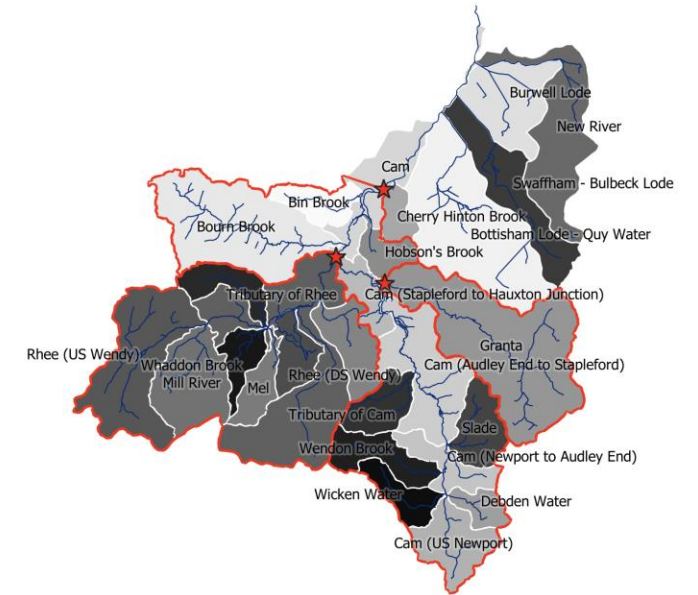 Burwell Lode
New River
Cam
Swaffham - Bulbeck Lode
Bin Brook
Cherry Hinton Brook
Bourn Brook
Bottisham Lode - Quy Water
Hobson's Brook
Tributary of Rhee
Cam (Stapleford to Hauxton Junction)
Granta
Rhee (US Wendy)
Whaddon Brook
Cam (Audley End to Stapleford)
Mill River
Mel
Rhee (DS Wendy)
Tributary of Cam
Slade
Wendon Brook
Cam (Newport to Audley End)
Wicken Water
Debden Water
Cam (US Newport)